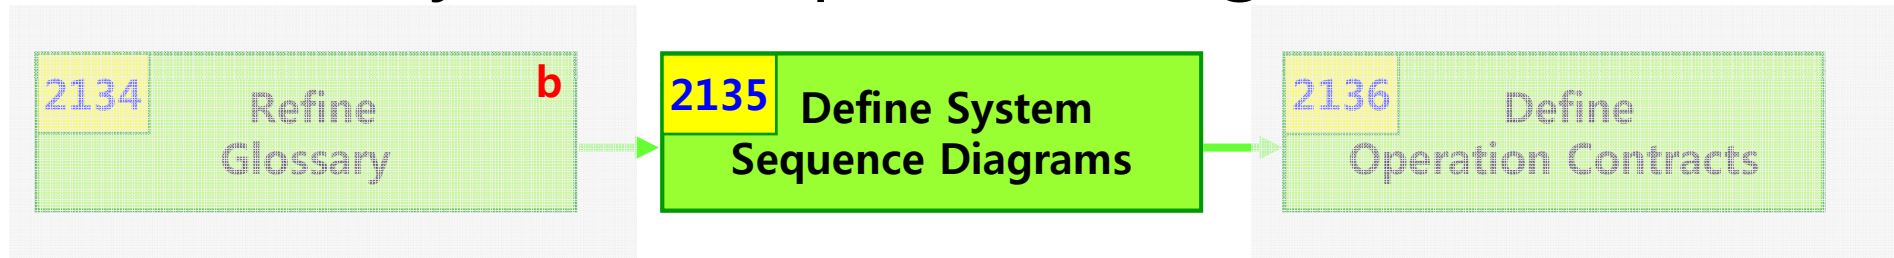 2134
b
Refine
Glossary
2135
Define System
Sequence Diagrams
2136
Define
Operation Contracts